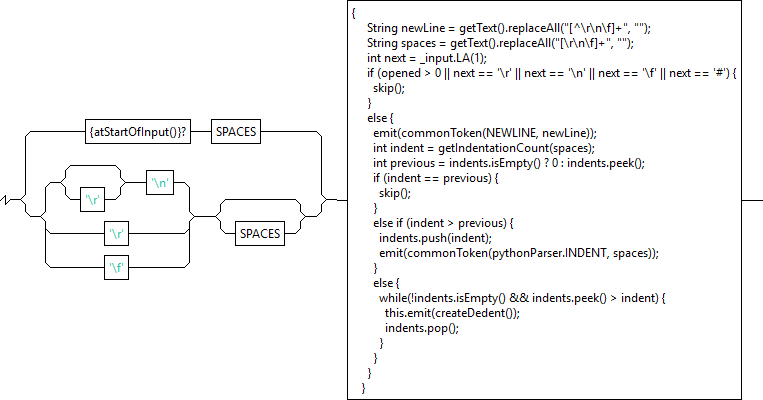 {atStartOfInput()}?
SPACES
'\r'
'\n'
'\r'
'\f'
SPACES
{
String newLine = getText().replaceAll("[^\r\n\f]+", "");
String spaces = getText().replaceAll("[\r\n\f]+", "");
int next = _input.LA(1);
if (opened > 0 || next == '\r' || next == '\n' || next == '\f' || next == '#') {
skip();
}
else {
emit(commonToken(NEWLINE, newLine));
int indent = getIndentationCount(spaces);
int previous = indents.isEmpty() ? 0 : indents.peek();
if (indent == previous) {
skip();
}
else if (indent > previous) {
indents.push(indent);
emit(commonToken(pythonParser.INDENT, spaces));
}
else {
while(!indents.isEmpty() && indents.peek() > indent) {
this.emit(createDedent());
indents.pop();
}
}
}
}